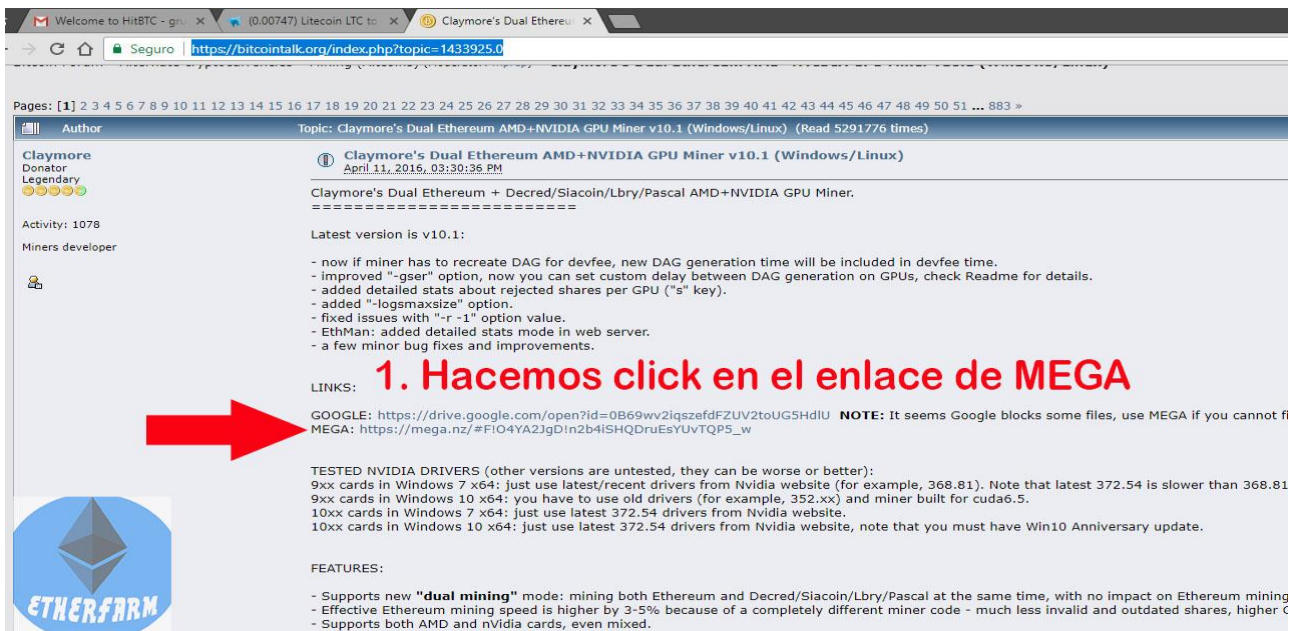 Welcome to HitBTC - gru
(0.00747) Litecoin LTC to
Claymore's Dual Ethereu
Seguro | https://bitcointalk.org/index.php?topic=1433925.0
Pages: [1] 2 3 4 5 6 7 8 9 10 11 12 13 14 15 16 17 18 19 20 21 22 23 24 25 26 27 28 29 30 31 32 33 34 35 36 37 38 39 40 41 42 43 44 45 46 47 48 49 50 51 ... 883 »
Author Topic: Claymore's Dual Ethereum AMD+NVIDIA GPU Miner v10.1 (Windows/Linux) (Read 5291776 times)
Claymore
Donator
Legendary
Activity: 1078
Miners developer
Claymore's Dual Ethereum AMD+NVIDIA GPU Miner v10.1 (Windows/Linux)
April 11, 2016, 03:30:36 PM
Claymore's Dual Ethereum + Decred/Siacoin/Lbry/Pascal AMD+NVIDIA GPU Miner.
=========================
Latest version is v10.1:
- now if miner has to recreate DAG for devfee, new DAG generation time will be included in devfee time.
- improved "-gser" option, now you can set custom delay between DAG generation on GPUs, check Readme for details.
- added detailed stats about rejected shares per GPU ("s" key).
- added "-logsmaxsize" option.
- fixed issues with "-r -1" option value.
- EthMan: added detailed stats mode in web server.
- a few minor bug fixes and improvements.
LINKS:
1. Hacemos click en el enlace de MEGA
GOOGLE: https://drive.google.com/open?id=0B69wv2iqszefdFZUV2toUG5HdlU NOTE: It seems Google blocks some files, use MEGA if you cannot fi
MEGA: https://mega.nz/#F!O4YA2JgD!n2b4iSHQDruEsYUvTQP5_w
TESTED NVIDIA DRIVERS (other versions are untested, they can be worse or better):
9xx cards in Windows 7 x64: just use latest/recent drivers from Nvidia website (for example, 368.81). Note that latest 372.54 is slower than 368.81
9xx cards in Windows 10 x64: you have to use old drivers (for example, 352.xx) and miner built for cuda6.5.
10xx cards in Windows 7 x64: just use latest 372.54 drivers from Nvidia website.
10xx cards in Windows 10 x64: just use latest 372.54 drivers from Nvidia website, note that you must have Win10 Anniversary update.
FEATURES:
- Supports new "dual mining" mode: mining both Ethereum and Decred/Siacoin/Lbry/Pascal at the same time, with no impact on Ethereum mining
- Effective Ethereum mining speed is higher by 3-5% because of a completely different miner code - much less invalid and outdated shares, higher
- Supports both AMD and nVidia cards, even mixed.
ETHERFARM